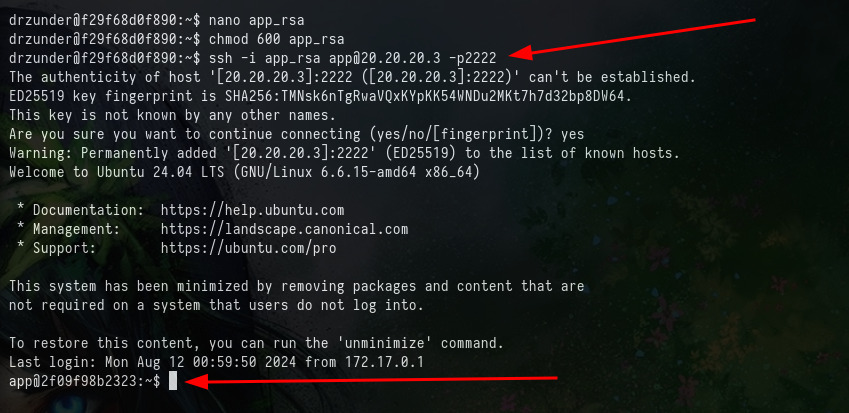 drzunder@f29f68d0f890:~$ nano app_rsa
drzunder@f29f68d0f890:~$ chmod 600 app_rsa
drzunder@f29f68d0f890:~$ ssh -i app_rsa app@20.20.20.3 -p2222
The authenticity of host '[20.20.20.3]:2222 ([20.20.20.3]:2222)' can't be established.
ED25519 key fingerprint is SHA256:TMNsk6nTgRwaVQxKYpKK54WNDu2MKt7h7d32bp8DW64.
This key is not known by any other names.
Are you sure you want to continue connecting (yes/no/[fingerprint])? yes
Warning: Permanently added '[20.20.20.3]:2222' (ED25519) to the list of known hosts.
Welcome to Ubuntu 24.04 LTS (GNU/Linux 6.6.15-amd64 x86_64)
* Documentation:  https://help.ubuntu.com
* Management:     https://landscape.canonical.com
* Support:        https://ubuntu.com/pro
This system has been minimized by removing packages and content that are
not required on a system that users do not log into.
To restore this content, you can run the 'unminimize' command.
Last login: Mon Aug 12 00:59:50 2024 from 172.17.0.1
app@2f09f98b2323:~$